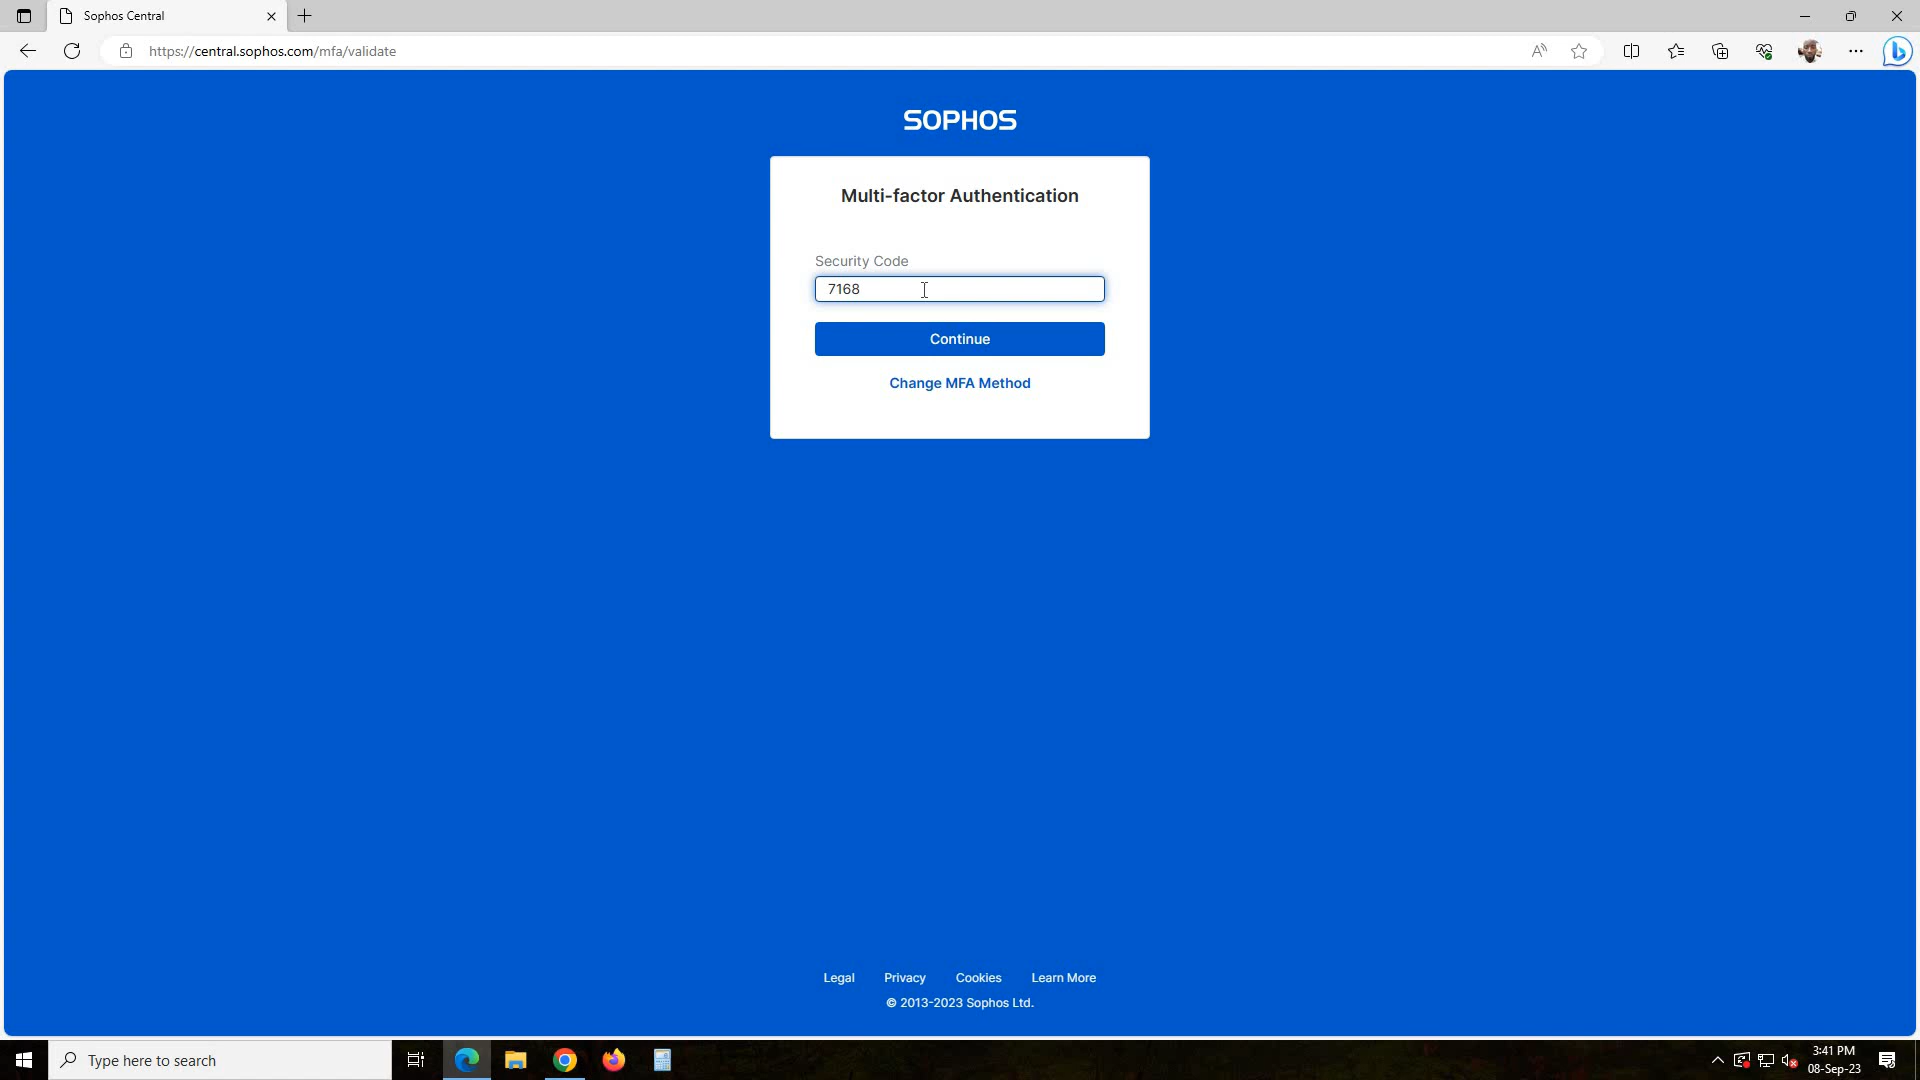 Sophos Central
https://central.sophos.com/mfa/validate
SOPHOS
Multi-factor Authentication
Security Code
7168
Continue
Change MFA Method
Legal Privacy Cookies Learn More
© 2013-2023 Sophos Ltd.
Type here to search
3:41 PM
08-Sep-23